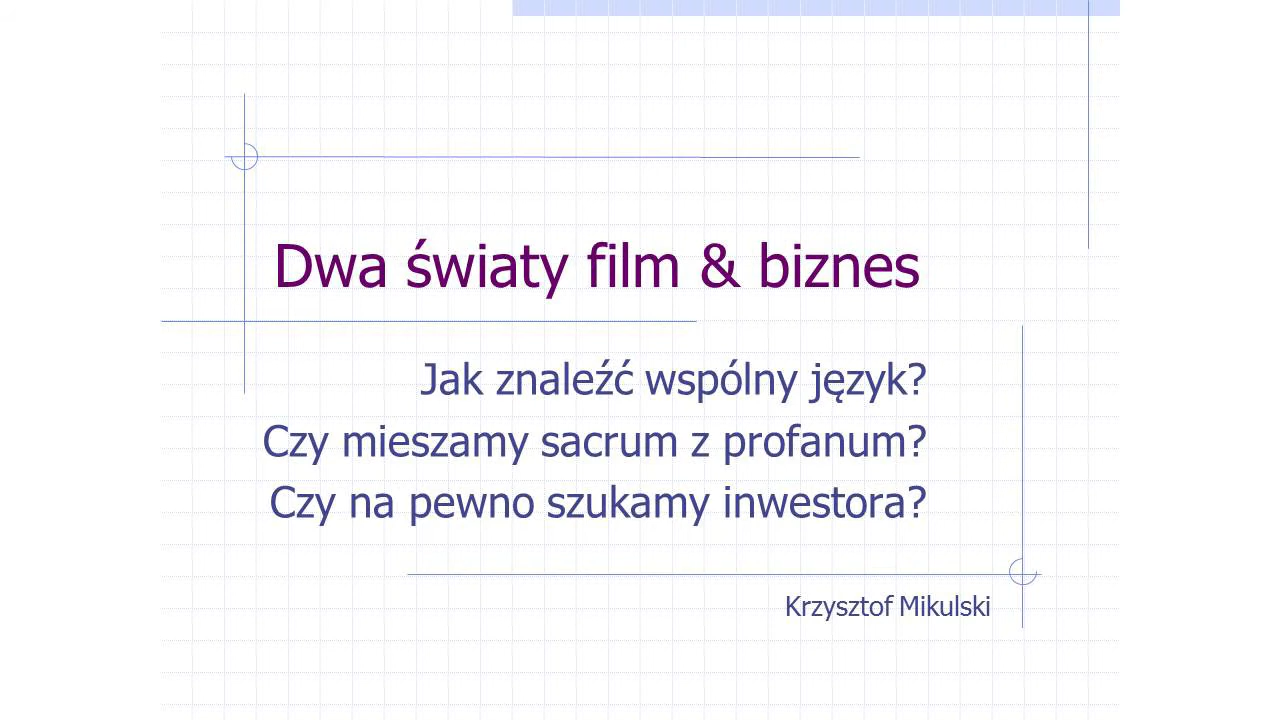 Dwa światy film & biznes
Jak znaleźć wspólny język?
Czy mieszamy sacrum z profanum?
Czy na pewno szukamy inwestora?
Krzysztof Mikulski